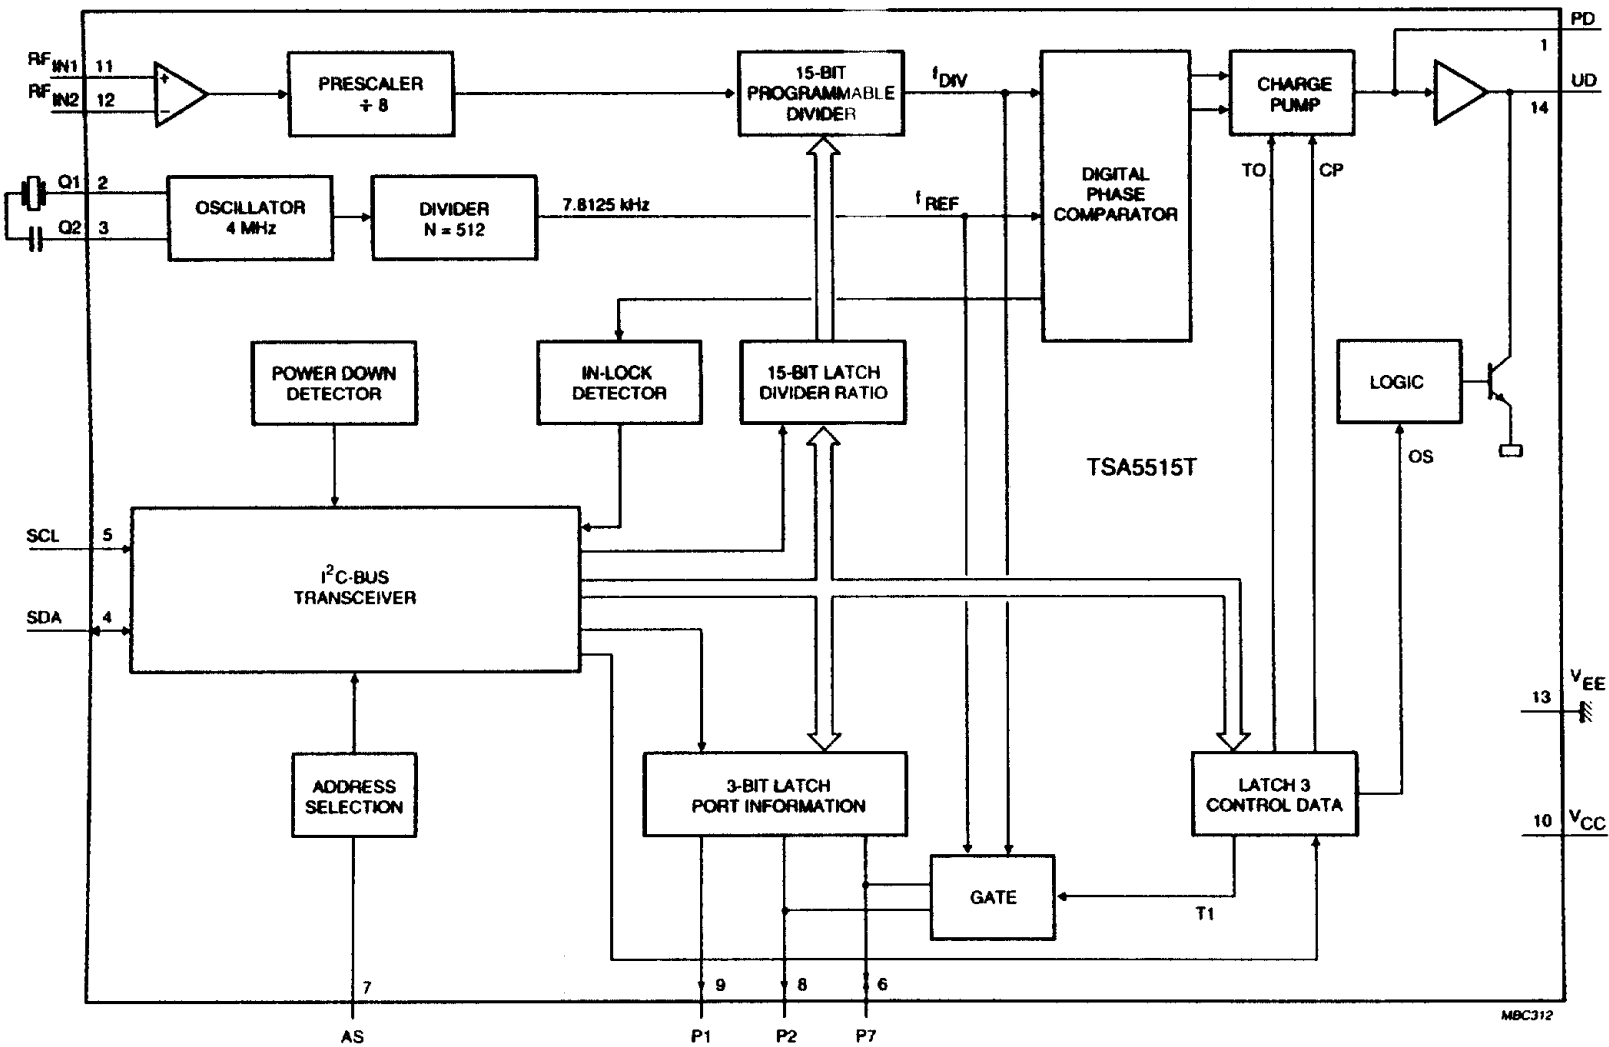 PD
1
RF IN1 11
RF IN2 12
+
−
PRESCALER
÷ 8
15-BIT
PROGRAMMABLE
DIVIDER
fDIV
CHARGE
PUMP
UD
14
TO
CP
Q1 2
Q2 3
OSCILLATOR
4 MHz
DIVIDER
N = 512
7.8125 kHz
fREF
DIGITAL
PHASE
COMPARATOR
POWER DOWN
DETECTOR
IN-LOCK
DETECTOR
15-BIT LATCH
DIVIDER RATIO
LOGIC
OS
TSA5515T
SCL 5
SDA 4
I²C-BUS
TRANSCEIVER
VEE
13
VCC
10
ADDRESS
SELECTION
3-BIT LATCH
PORT INFORMATION
LATCH 3
CONTROL DATA
GATE
T1
7
9
8
6
AS
P1
P2
P7
MBC312